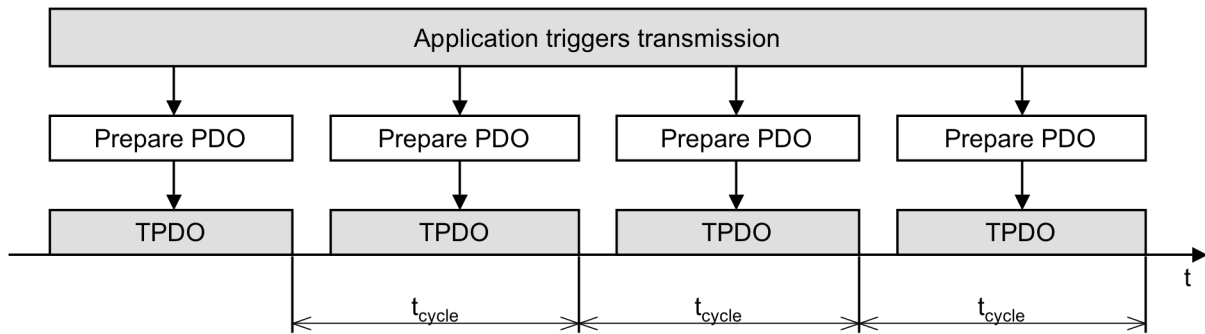 Application triggers transmission
Prepare PDO Prepare PDO Prepare PDO Prepare PDO
TPDO TPDO TPDO TPDO
t
tcycle tcycle tcycle